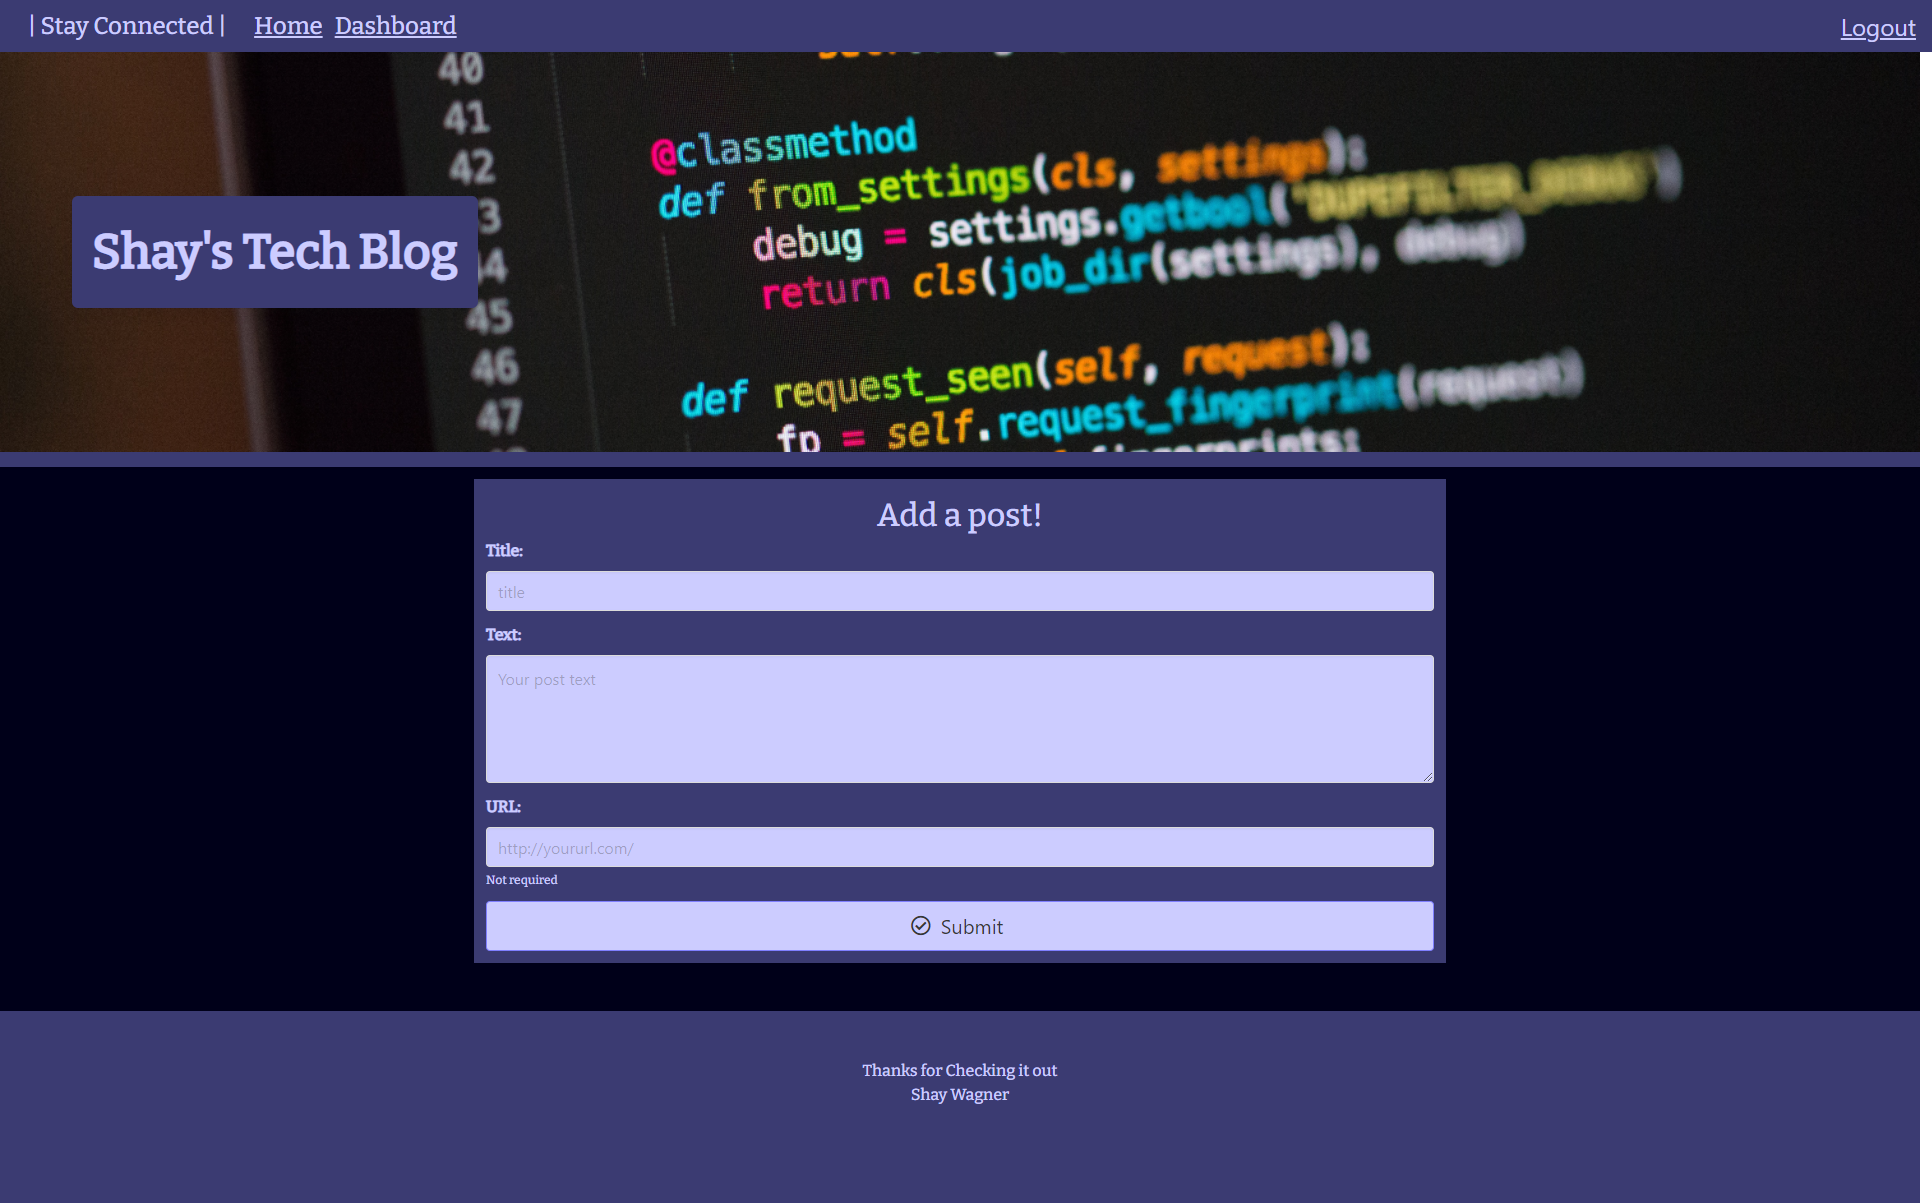 | Stay Connected | Home Dashboard Logout
40
41
42
45
46
47
@classmethod
def from_settings(cls, settings):
debug = settings.getbool('DUPEFILTER_DEBUG')
return cls(job_dir(settings), debug)
def request_seen(self, request):
fp = self.request_fingerprint(request)
Shay's Tech Blog
Add a post!
Title:
title
Text:
Your post text
URL:
http://yoururl.com/
Not required
Submit
Thanks for Checking it out
Shay Wagner